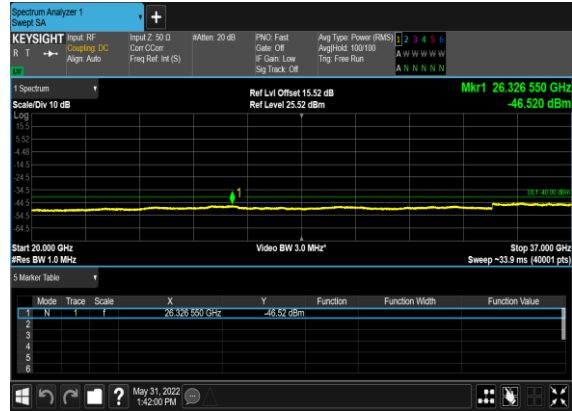 Spectrum Analyzer 1
Swept SA
+
KEYSIGHT Input: RF Input Z: 50 Ω #Atten: 20 dB PNO: Fast Avg Type: Power (RMS) 1 2 3 4 5 6
R T Coupling: DC Corr CCorr Gate: Off Avg|Hold: 100/100 A W W W W W
Align: Auto Freq Ref: Int (S) IF Gain: Low Trig: Free Run
Sig Track: Off A N N N N N
1 Spectrum
Ref Lvl Offset 15.52 dB Mkr1 26.326 550 GHz
Scale/Div 10 dB Ref Level 25.52 dBm -46.520 dBm
Log
15.5
5.52
-4.48
-14.5
-24.5
-34.5
1
DL1 -40.00 dBm
-44.5
-54.5
-64.5
Start 20.000 GHz Video BW 3.0 MHz* Stop 37.000 GHz
#Res BW 1.0 MHz Sweep ~33.9 ms (40001 pts)
5 Marker Table
Mode Trace Scale X Y Function Function Width Function Value
1 N 1 f 26.326 550 GHz -46.52 dBm
2
3
4
5
6
? May 31, 2022
1:42:00 PM